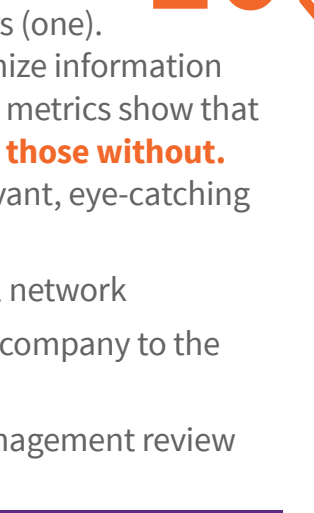 s (one).
nize information
metrics show that
those without.
vant, eye-catching
network
company to the
nagement review